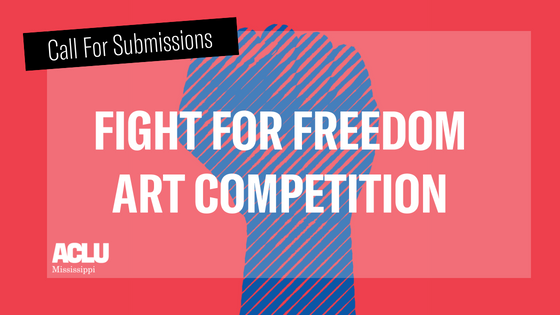 Call For Submissions
FIGHT FOR FREEDOM
ART COMPETITION
ACLU
Mississippi